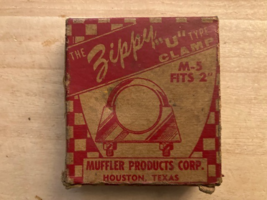 THE Zippy "U" TYPE
CLAMP
M-5
FITS 2"
MUFFLER PRODUCTS CORP.
HOUSTON, TEXAS